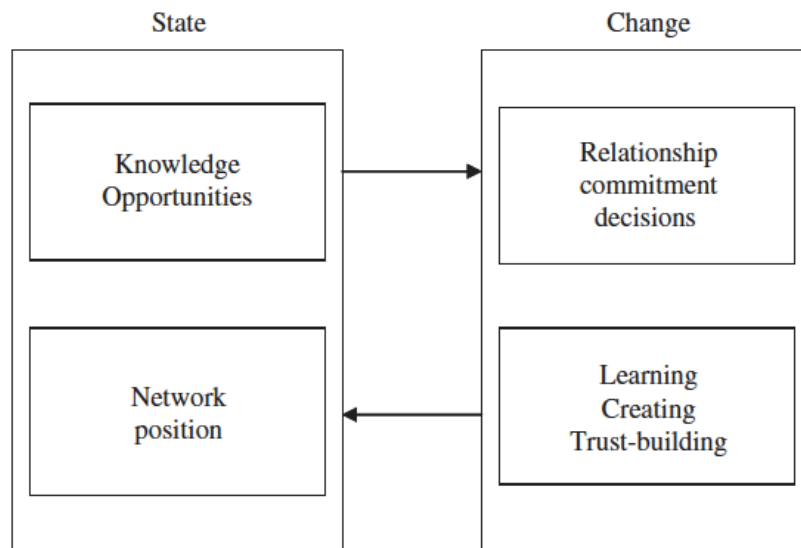 State
Change
Knowledge
Opportunities
Relationship
commitment
decisions
Network
position
Learning
Creating
Trust-building